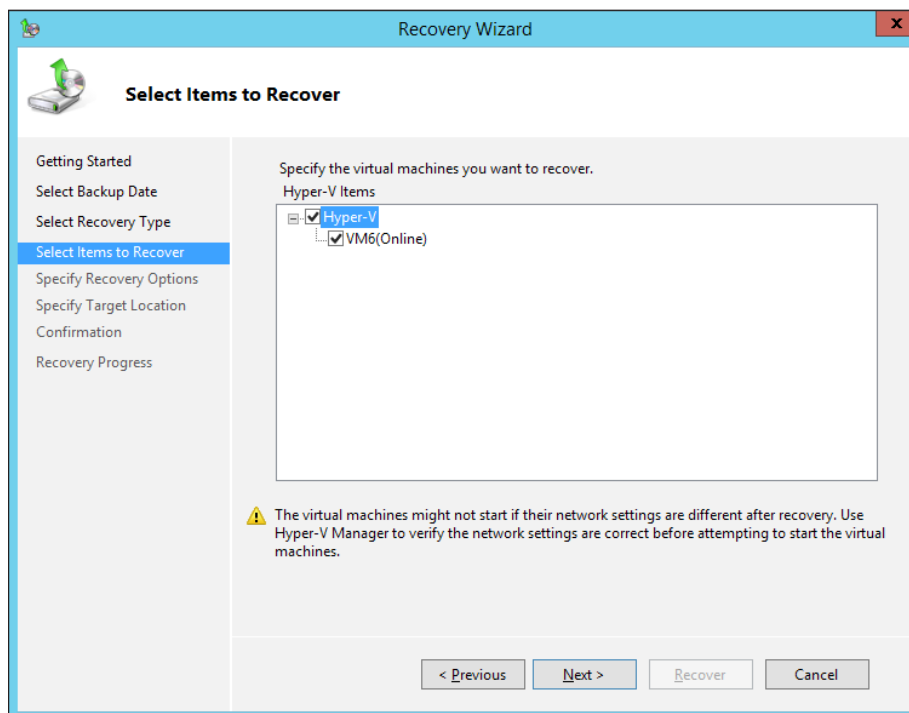 Recovery Wizard
x
Select Items to Recover
Getting Started
Select Backup Date
Select Recovery Type
Select Items to Recover
Specify Recovery Options
Specify Target Location
Confirmation
Recovery Progress
Specify the virtual machines you want to recover.
Hyper-V Items
Hyper-V
VM6(Online)
The virtual machines might not start if their network settings are different after recovery. Use
Hyper-V Manager to verify the network settings are correct before attempting to start the virtual
machines.
< Previous
Next >
Recover
Cancel